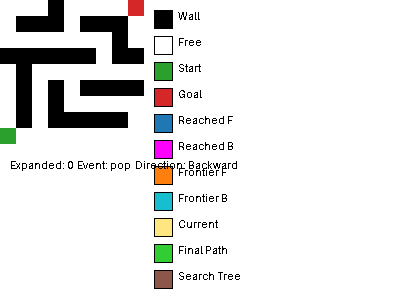 Wall
Free
Start
Goal
Reached F
Reached B
Expanded: 0 Event: pop Direction: Backward
Frontier F
Frontier B
Current
Final Path
Search Tree